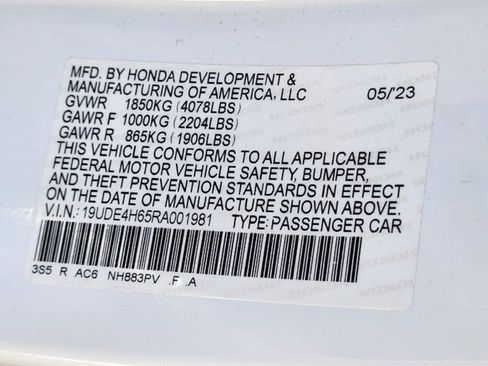 MFD. BY HONDA DEVELOPMENT &
MANUFACTURING OF AMERICA, LLC 05/23
GVWR 1850KG (4078LBS)
GAWR F 1000KG (2204LBS)
GAWR R 865KG (1906LBS)
THIS VEHICLE CONFORMS TO ALL APPLICABLE
FEDERAL MOTOR VEHICLE SAFETY, BUMPER,
AND THEFT PREVENTION STANDARDS IN EFFECT
ON THE DATE OF MANUFACTURE SHOWN ABOVE.
V.I.N: 19UDE4H65RA001981 TYPE: PASSENGER CAR
3S5 R AC6 NH883PV .F .A